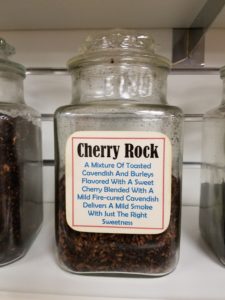 Cherry Rock
A Mixture Of Toasted
Cavendish And Burleys
Flavored With A Sweet
Cherry Blended With A
Mild Fire-cured Cavendish
Delivers A Mild Smoke
With Just The Right
Sweetness